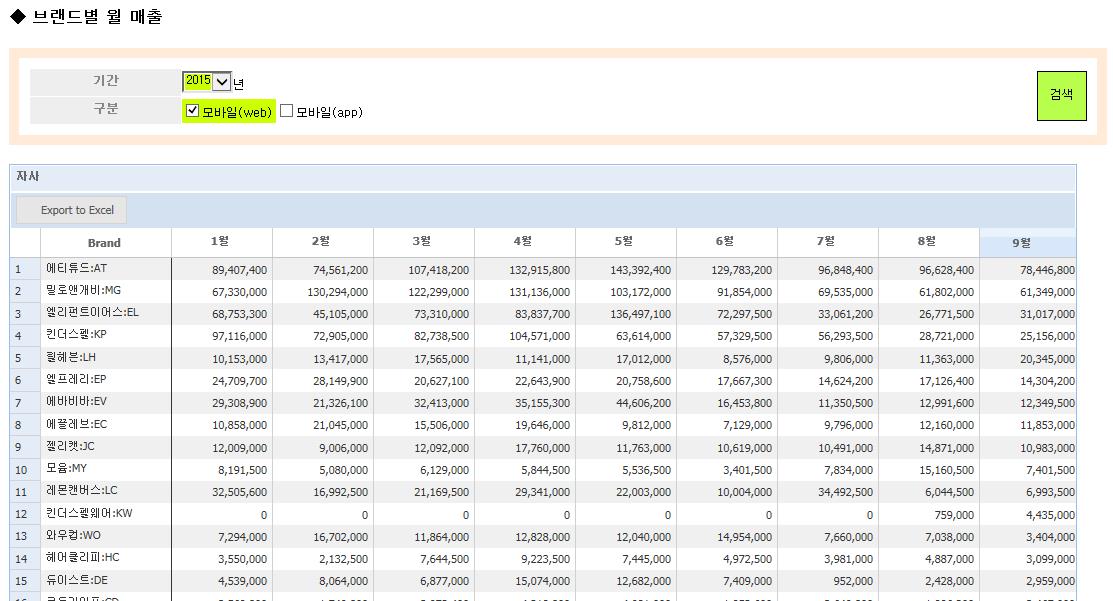 ◆ 브랜드별 월 매출
기간 2015 년
구분 모바일(web) 모바일(app)
검색
자사
Export to Excel
Brand 1월 2월 3월 4월 5월 6월 7월 8월 9월
1 에티튜드:AT 89,407,400 74,561,200 107,418,200 132,915,800 143,392,400 129,783,200 96,848,400 96,628,400 78,446,800
2 밀로앤개비:MG 67,330,000 130,294,000 122,299,000 131,136,000 103,172,000 91,854,000 69,535,000 61,802,000 61,349,000
3 엘리펀트이어스:EL 68,753,300 45,105,000 73,310,000 83,837,700 136,497,100 72,297,500 33,061,200 26,771,500 31,017,000
4 킨더스펠:KP 97,116,000 72,905,000 82,738,500 104,571,000 63,614,000 57,329,500 56,293,500 28,721,000 25,156,000
5 릴헤븐:LH 10,153,000 13,417,000 17,565,000 11,141,000 17,012,000 8,576,000 9,806,000 11,363,000 20,345,000
6 엘프레리:EP 24,709,700 28,149,900 20,627,100 22,643,900 20,758,600 17,667,300 14,624,200 17,126,400 14,304,200
7 에바비바:EV 29,308,900 21,326,100 32,413,000 35,155,300 44,606,200 16,453,800 11,350,500 12,991,600 12,349,500
8 에꼴레브:EC 10,858,000 21,045,000 15,506,000 19,646,000 9,812,000 7,129,000 9,796,000 12,160,000 11,853,000
9 젤리캣:JC 12,009,000 9,006,000 12,092,000 17,760,000 11,763,000 10,619,000 10,491,000 14,871,000 10,983,000
10 모윰:MY 8,191,500 5,080,000 6,129,000 5,844,500 5,536,500 3,401,500 7,834,000 15,160,500 7,401,500
11 레몬캔버스:LC 32,505,600 16,992,500 21,169,500 29,341,000 22,003,000 10,004,000 34,492,500 6,044,500 6,993,500
12 킨더스펠웨어:KW 0 0 0 0 0 0 0 759,000 4,435,000
13 와우컵:WO 7,294,000 16,702,000 11,864,000 12,828,000 12,040,000 14,954,000 7,660,000 7,038,000 3,404,000
14 헤어클리피:HC 3,550,000 2,132,500 7,644,500 9,223,500 7,445,000 4,972,500 3,981,000 4,887,000 3,099,000
15 듀이스트:DE 4,539,000 8,064,000 6,877,000 15,074,000 12,682,000 7,409,000 952,000 2,428,000 2,959,000